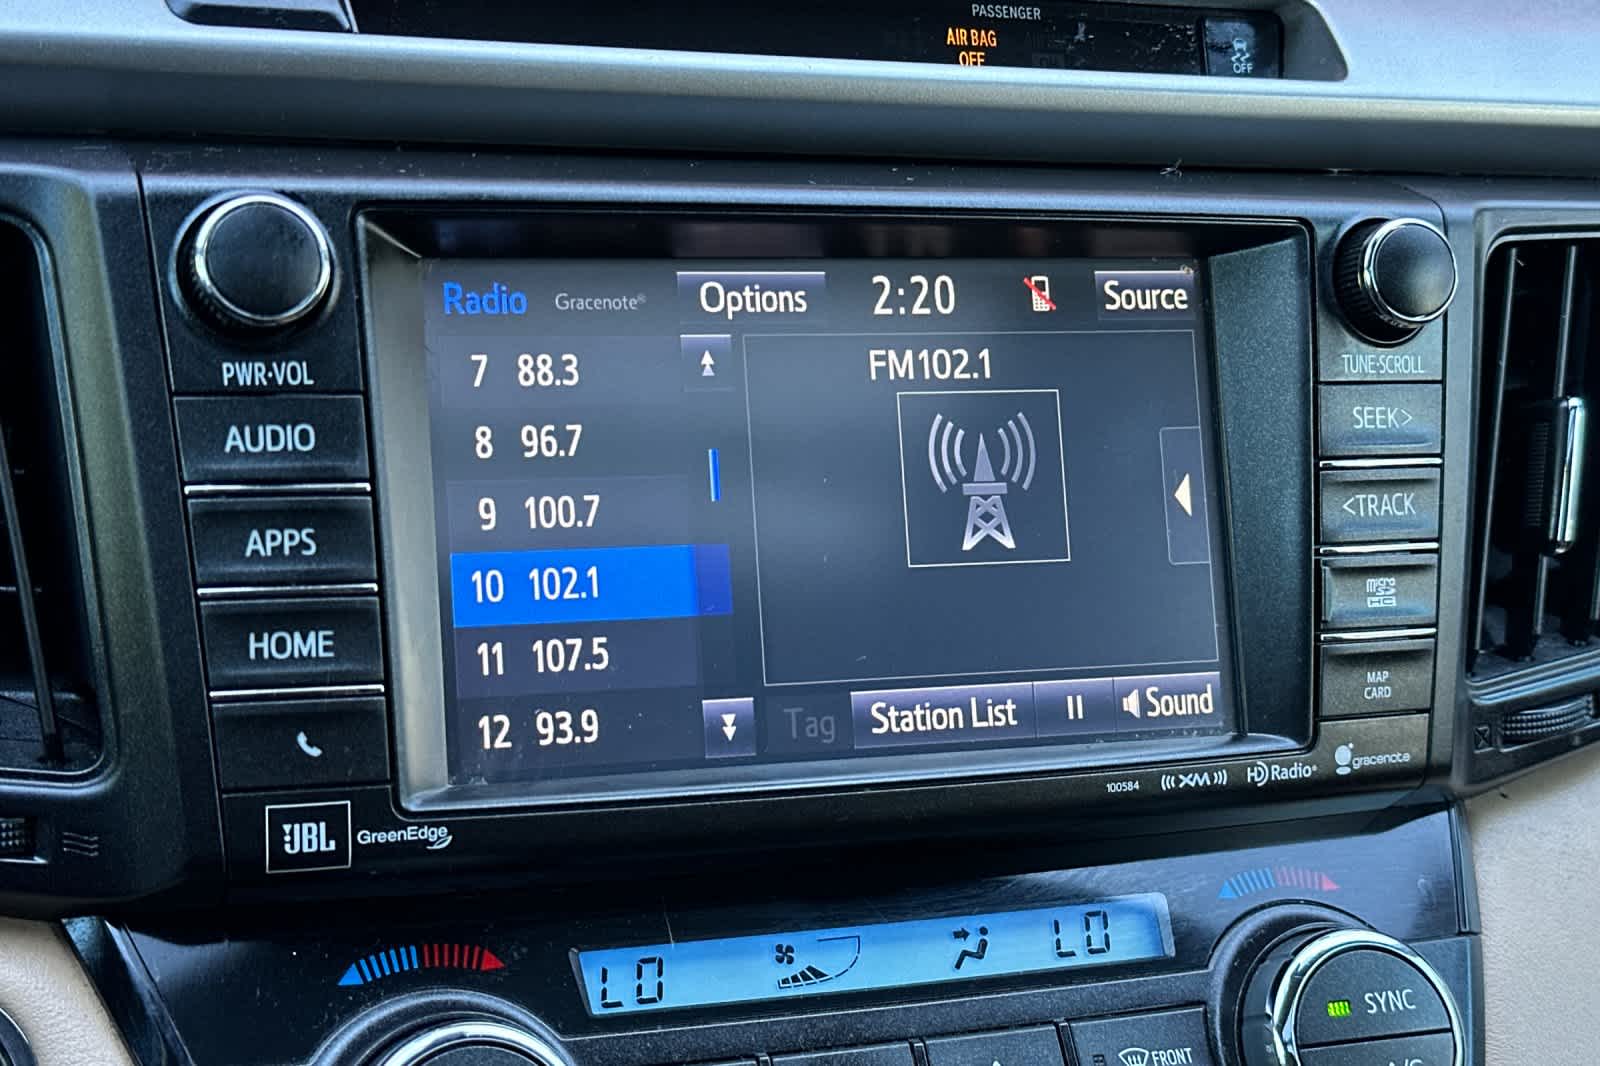 PASSENGER
AIR BAG
OFF
OFF
Radio Gracenote® Options 2:20 Source
7 88.3
8 96.7
9 100.7
10 102.1
11 107.5
12 93.9
FM102.1
Tag Station List Sound
PWR·VOL
AUDIO
APPS
HOME
TUNE·SCROLL
SEEK>
<TRACK
micro
SD
HC
MAP
CARD
100584 ((( XM ))) HD Radio® gracenote
JBL GreenEdge
LO LO
SYNC
FRONT